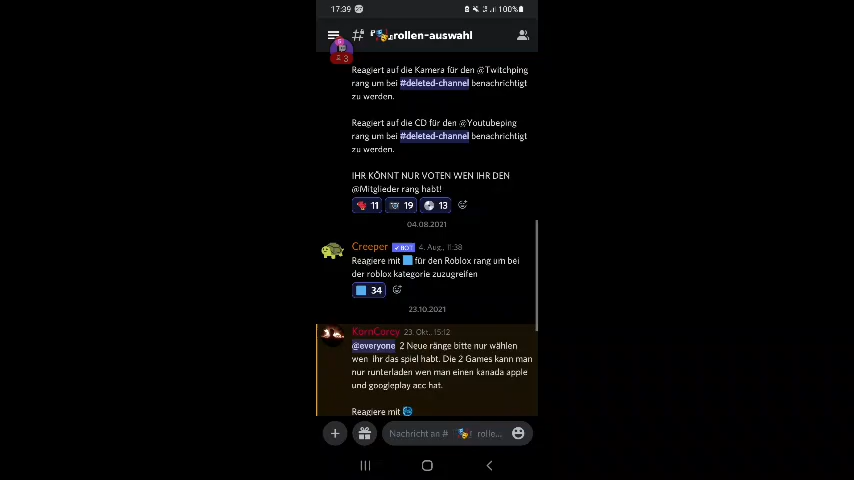 17:39
100%
rollen-auswahl
3
Reagiert auf die Kamera für den @Twitchping
rang um bei #deleted-channel benachrichtigt
zu werden.
Reagiert auf die CD für den @Youtubeping
rang um bei #deleted-channel benachrichtigt
zu werden.
IHR KÖNNT NUR VOTEN WEN IHR DEN
@Mitglieder rang habt!
11 19 13
04.08.2021
Creeper ✓BOT 4. Aug., 11:38
Reagiere mit für den Roblox rang um bei
der roblox kategorie zuzugreifen
34
23.10.2021
KornCorey 23. Okt., 15:12
@everyone 2 Neue ränge bitte nur wählen
wen ihr das spiel habt. Die 2 Games kann man
nur runterladen wen man einen kanada apple
und googleplay acc hat.
Reagiere mit
Nachricht an # rolle...